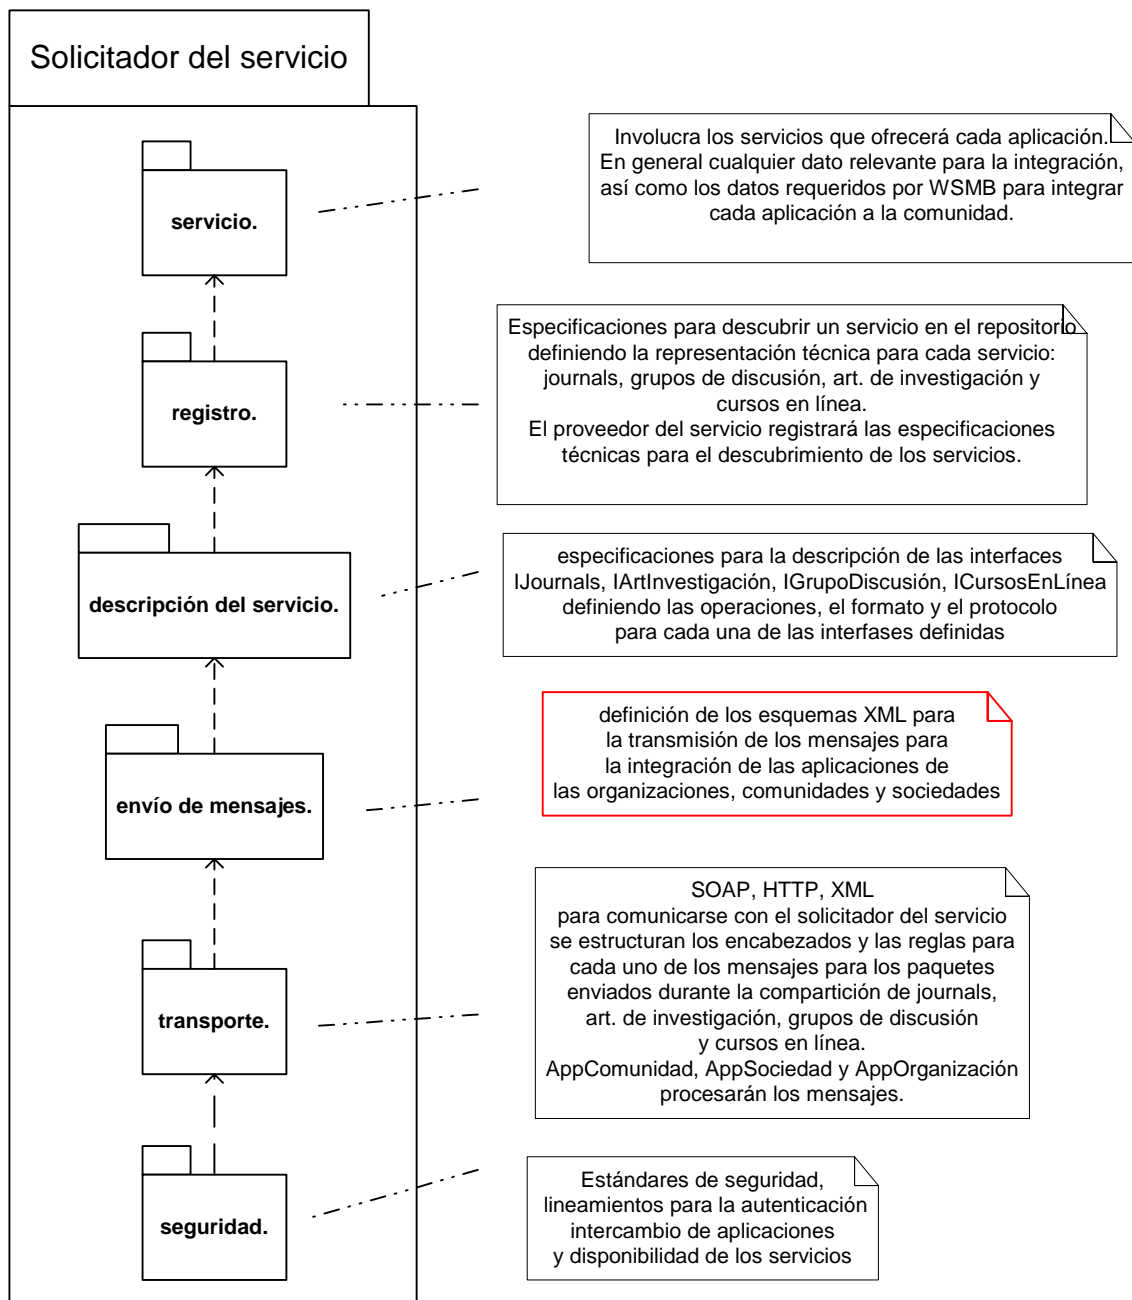 Solicitador del servicio
servicio.
Involucra los servicios que ofrecerá cada aplicación.
En general cualquier dato relevante para la integración,
así como los datos requeridos por WSMB para integrar
cada aplicación a la comunidad.
registro.
Especificaciones para descubrir un servicio en el repositorio
definiendo la representación técnica para cada servicio:
journals, grupos de discusión, art. de investigación y
cursos en línea.
El proveedor del servicio registrará las especificaciones
técnicas para el descubrimiento de los servicios.
descripción del servicio.
especificaciones para la descripción de las interfaces
IJournals, IArtInvestigación, IGrupoDiscusión, ICursosEnLínea
definiendo las operaciones, el formato y el protocolo
para cada una de las interfases definidas
envío de mensajes.
definición de los esquemas XML para
la transmisión de los mensajes para
la integración de las aplicaciones de
las organizaciones, comunidades y sociedades
transporte.
SOAP, HTTP, XML
para comunicarse con el solicitador del servicio
se estructuran los encabezados y las reglas para
cada uno de los mensajes para los paquetes
enviados durante la compartición de journals,
art. de investigación, grupos de discusión
y cursos en línea.
AppComunidad, AppSociedad y AppOrganización
procesarán los mensajes.
seguridad.
Estándares de seguridad,
lineamientos para la autenticación
intercambio de aplicaciones
y disponibilidad de los servicios